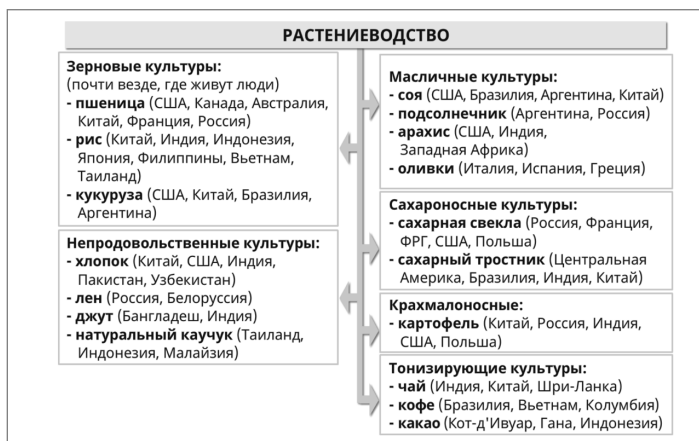 РАСТЕНИЕВОДСТВО
Зерновые культуры:
(почти везде, где живут люди)
- пшеница (США, Канада, Австралия,
Китай, Франция, Россия)
- рис (Китай, Индия, Индонезия,
Япония, Филиппины, Вьетнам,
Таиланд)
- кукуруза (США, Китай, Бразилия,
Аргентина)
Непродовольственные культуры:
- хлопок (Китай, США, Индия,
Пакистан, Узбекистан)
- лен (Россия, Белоруссия)
- джут (Бангладеш, Индия)
- натуральный каучук (Таиланд,
Индонезия, Малайзия)
Масличные культуры:
- соя (США, Бразилия, Аргентина, Китай)
- подсолнечник (Аргентина, Россия)
- арахис (США, Индия,
Западная Африка)
- оливки (Италия, Испания, Греция)
Сахароносные культуры:
- сахарная свекла (Россия, Франция,
ФРГ, США, Польша)
- сахарный тростник (Центральная
Америка, Бразилия, Индия, Китай)
Крахмалоносные:
- картофель (Китай, Россия, Индия,
США, Польша)
Тонизирующие культуры:
- чай (Индия, Китай, Шри-Ланка)
- кофе (Бразилия, Вьетнам, Колумбия)
- какао (Кот-д'Ивуар, Гана, Индонезия)